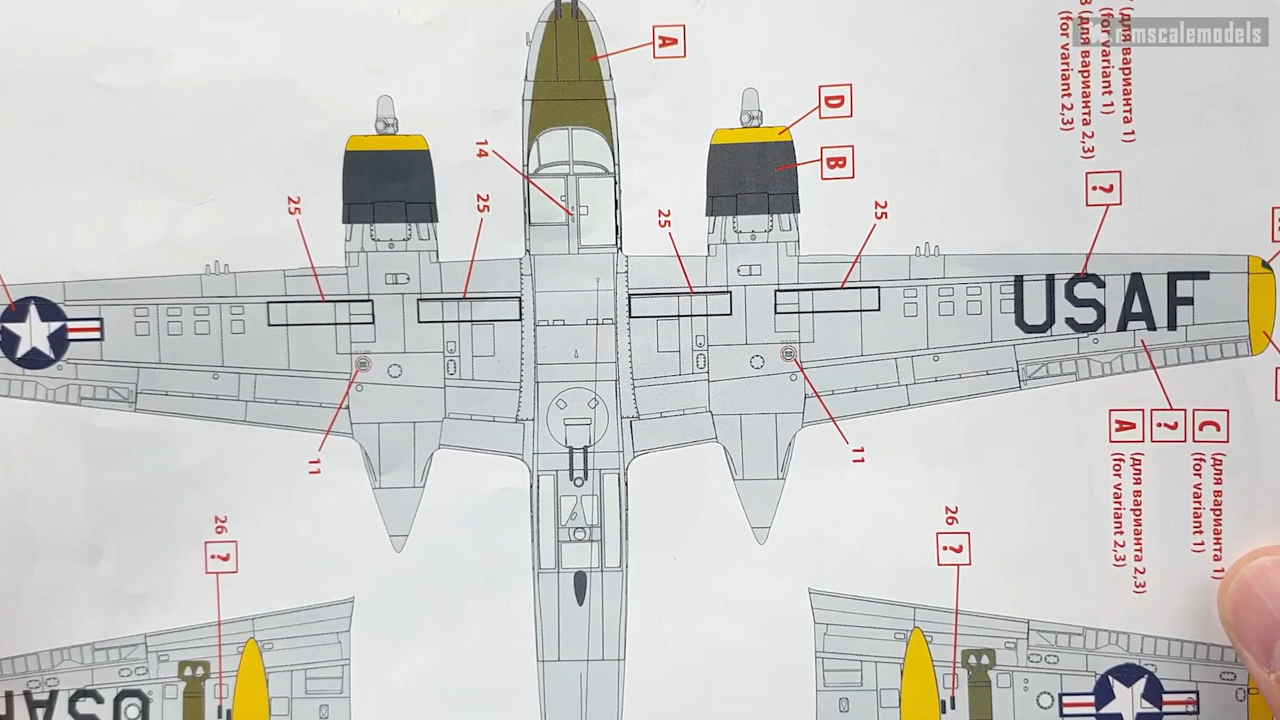 mmscalemodels
(для варианта 1)
(for variant 1)
B (для варианта 2,3)
(for variant 2,3)
?
A
D
B
14
25
25
25
25
USAF
11
11
C (для варианта 1)
(for variant 1)
?
A (для варианта 2,3)
(for variant 2,3)
26 ?
26 ?
USAF